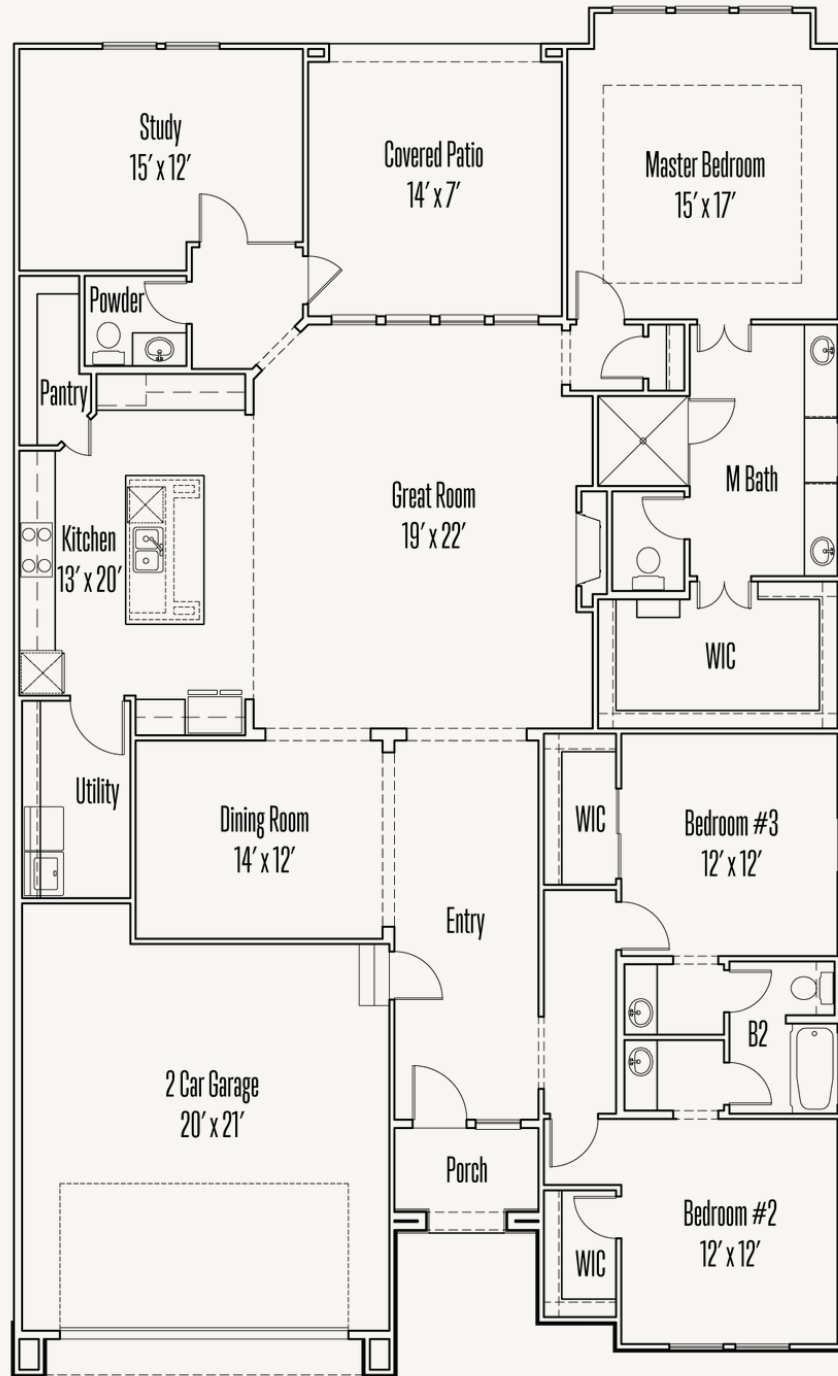 Study
15' x 12'
Covered Patio
14' x 7'
Master Bedroom
15' x 17'
Powder
Pantry
Kitchen
13' x 20'
Great Room
19' x 22'
M Bath
WIC
Utility
Dining Room
14' x 12'
WIC
Bedroom #3
12' x 12'
Entry
B2
2 Car Garage
20' x 21'
Porch
Bedroom #2
12' x 12'
WIC